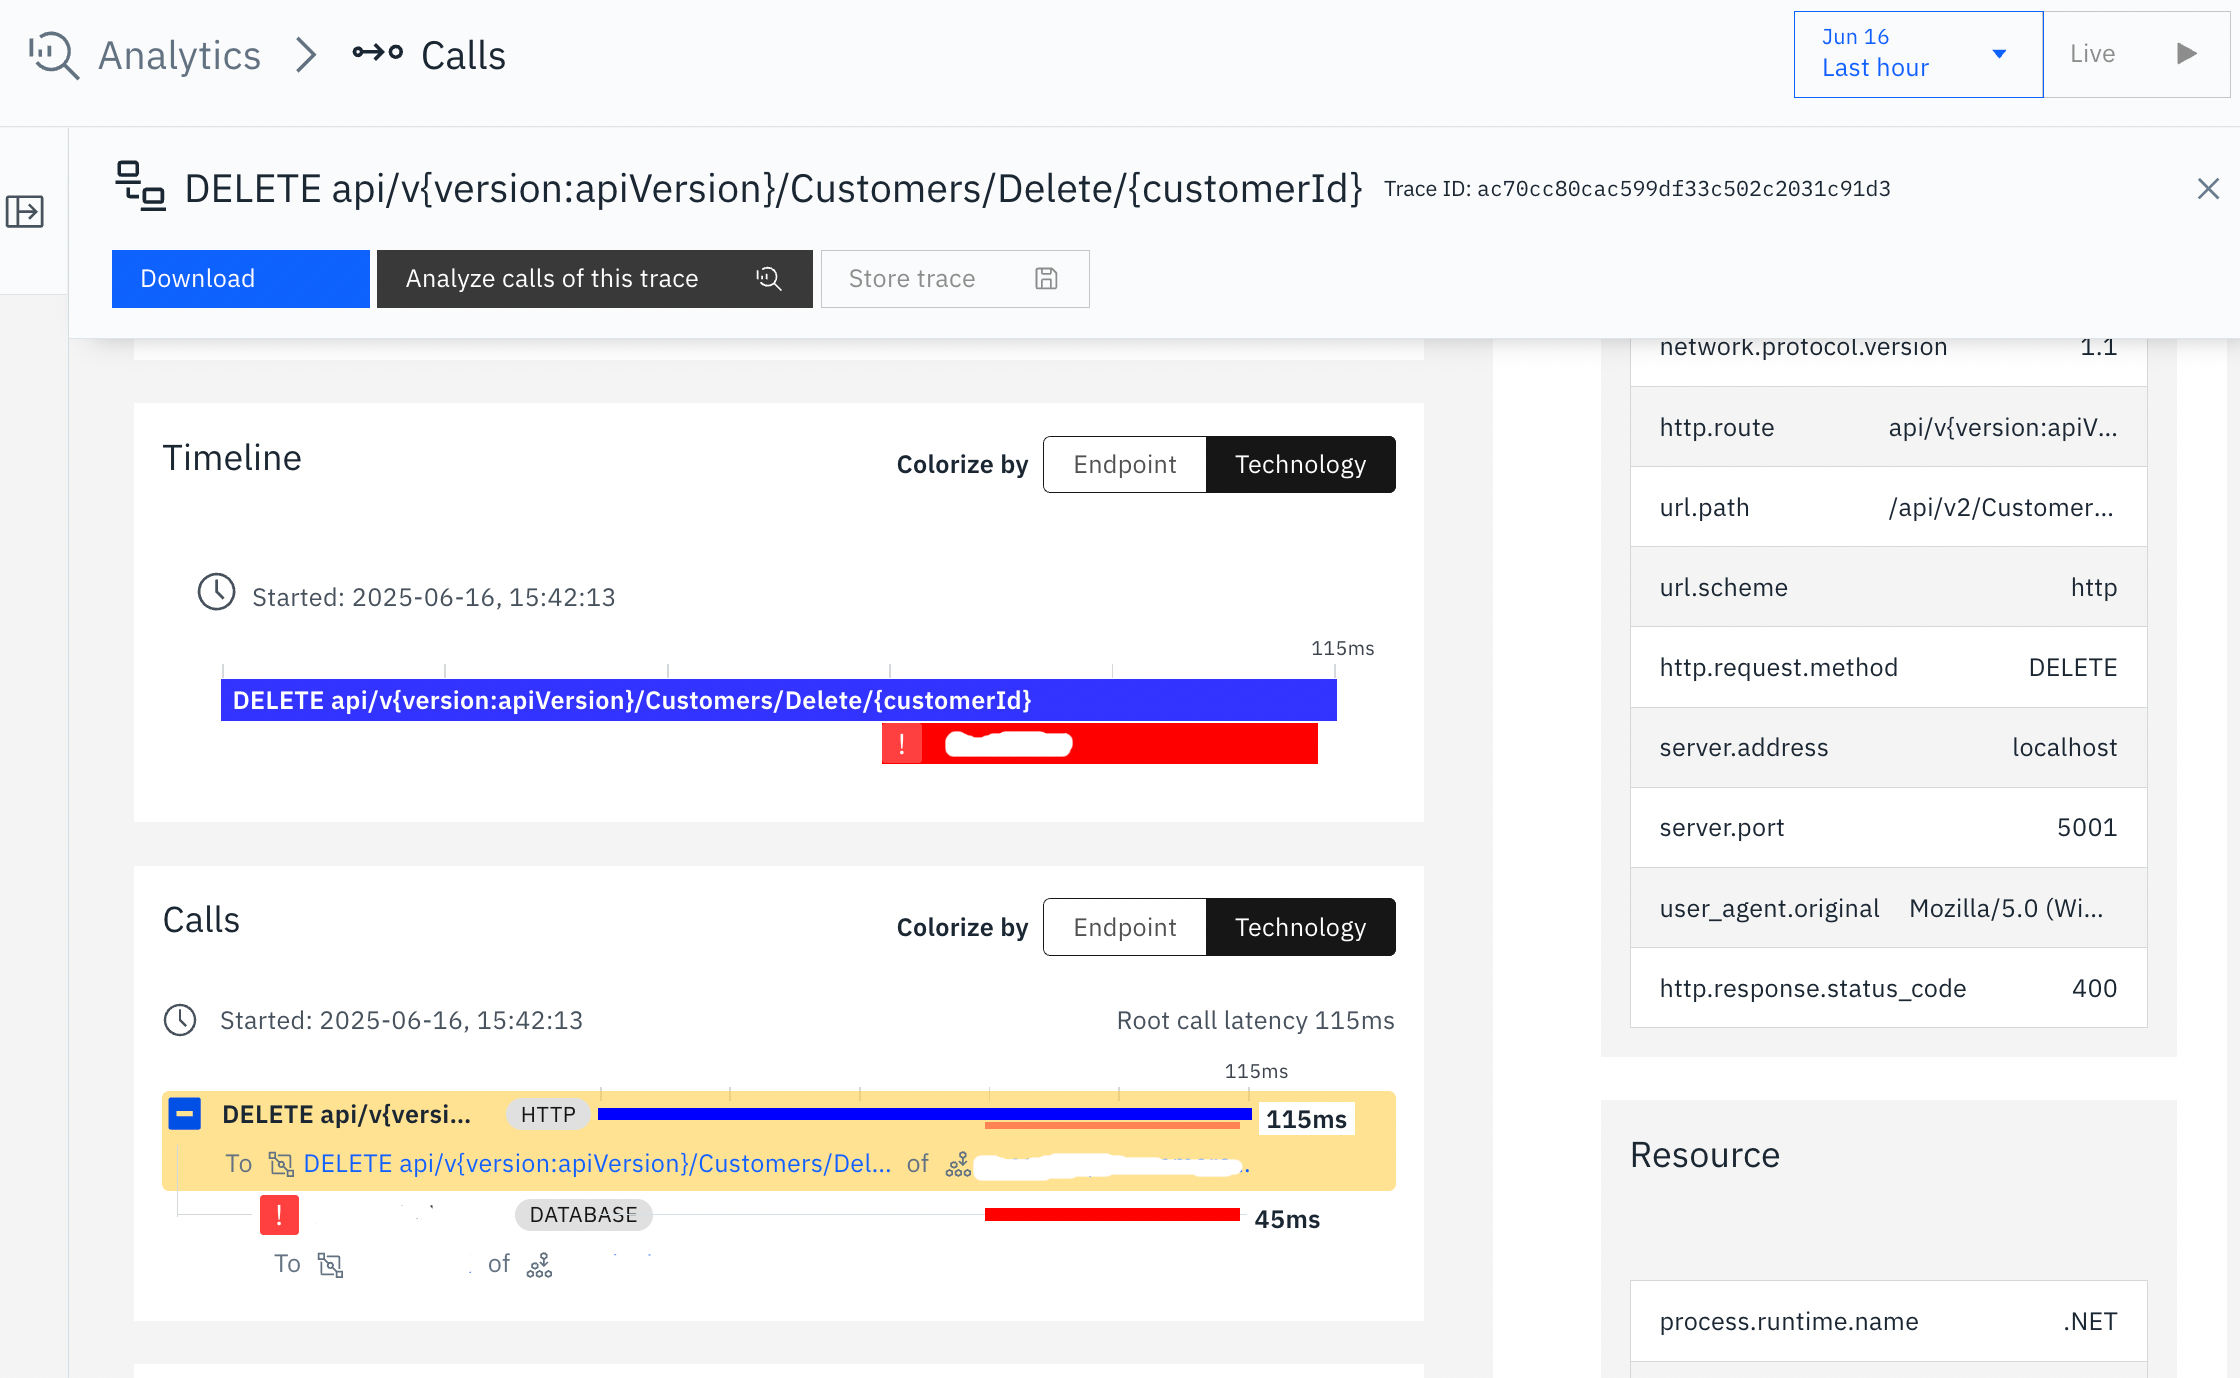 Analytics > Calls
Jun 16
Last hour
Live
DELETE api/v{version:apiVersion}/Customers/Delete/{customerId} Trace ID: ac70cc80cac599df33c502c2031c91d3
Download
Analyze calls of this trace
Store trace
Timeline
Colorize by Endpoint Technology
Started: 2025-06-16, 15:42:13
115ms
DELETE api/v{version:apiVersion}/Customers/Delete/{customerId}
!
Calls
Colorize by Endpoint Technology
Started: 2025-06-16, 15:42:13 Root call latency 115ms
115ms
DELETE api/v{versi... HTTP 115ms
To DELETE api/v{version:apiVersion}/Customers/Del... of
! DATABASE 45ms
To of
network.protocol.version 1.1
http.route api/v{version:apiV...
url.path /api/v2/Customer...
url.scheme http
http.request.method DELETE
server.address localhost
server.port 5001
user_agent.original Mozilla/5.0 (Wi...
http.response.status_code 400
Resource
process.runtime.name .NET